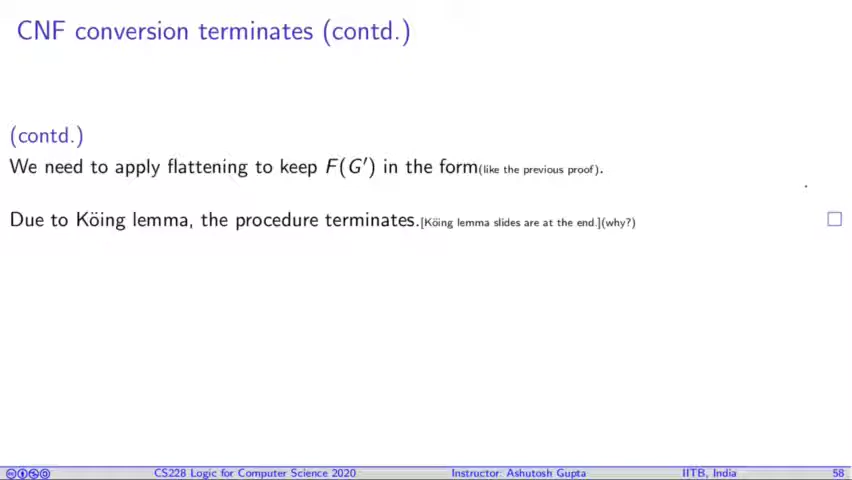 CNF conversion terminates (contd.)
(contd.)
We need to apply flattening to keep F(G′) in the form(like the previous proof).
Due to Köing lemma, the procedure terminates.[Köing lemma slides are at the end.](why?)
CS228 Logic for Computer Science 2020 Instructor: Ashutosh Gupta IITB, India 58